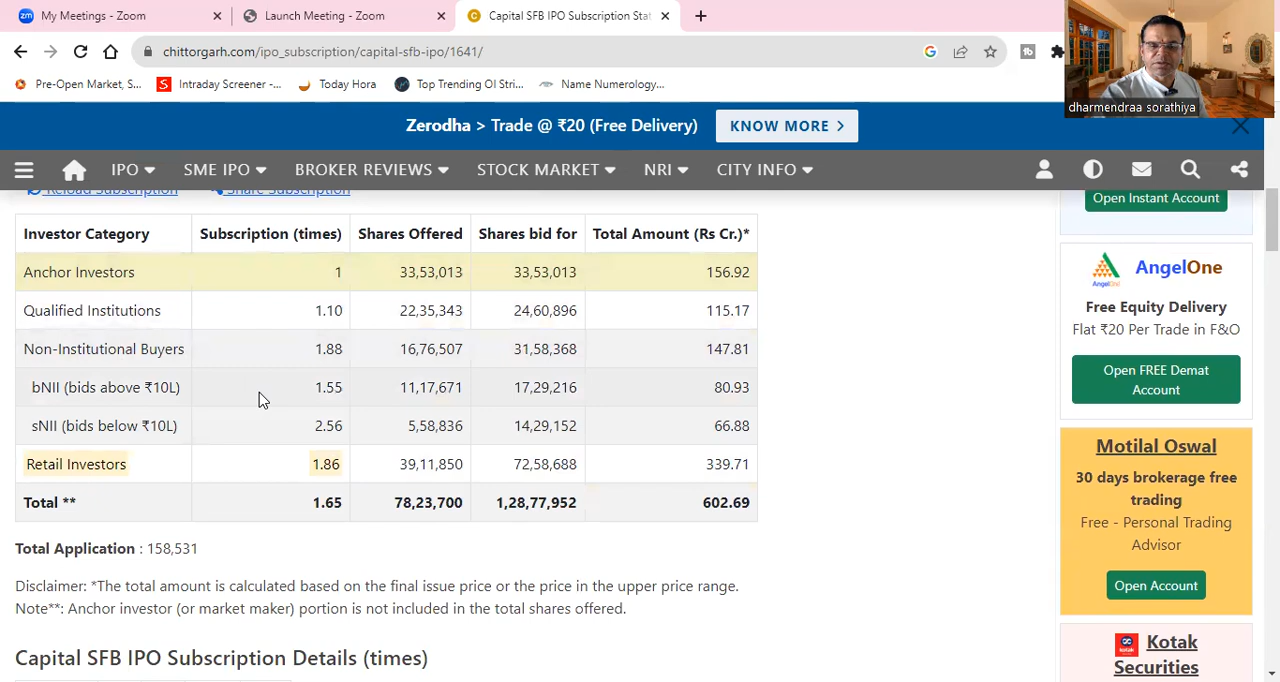 My Meetings - Zoom
Launch Meeting - Zoom
Capital SFB IPO Subscription Stat
chittorgarh.com/ipo_subscription/capital-sfb-ipo/1641/
Pre-Open Market, S...
Intraday Screener -...
Today Hora
Top Trending OI Stri...
Name Numerology...
dharmendraa sorathiya
Zerodha > Trade @ ₹20 (Free Delivery)
KNOW MORE
IPO
SME IPO
BROKER REVIEWS
STOCK MARKET
NRI
CITY INFO
Reload Subscription
Share Subscription
Investor Category Subscription (times) Shares Offered Shares bid for Total Amount (Rs Cr.)*
Anchor Investors 1 33,53,013 33,53,013 156.92
Qualified Institutions 1.10 22,35,343 24,60,896 115.17
Non-Institutional Buyers 1.88 16,76,507 31,58,368 147.81
bNII (bids above ₹10L) 1.55 11,17,671 17,29,216 80.93
sNII (bids below ₹10L) 2.56 5,58,836 14,29,152 66.88
Retail Investors 1.86 39,11,850 72,58,688 339.71
Total ** 1.65 78,23,700 1,28,77,952 602.69
Total Application : 158,531
Disclaimer: *The total amount is calculated based on the final issue price or the price in the upper price range.
Note**: Anchor investor (or market maker) portion is not included in the total shares offered.
Capital SFB IPO Subscription Details (times)
Open Instant Account
AngelOne
Free Equity Delivery
Flat ₹20 Per Trade in F&O
Open FREE Demat
Account
Motilal Oswal
30 days brokerage free
trading
Free - Personal Trading
Advisor
Open Account
Kotak
Securities